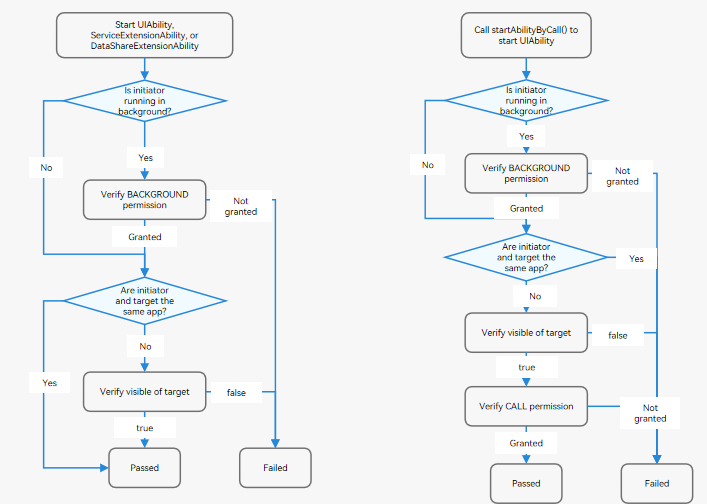 Start UIAbility,
ServiceExtensionAbility, or
DataShareExtensionAbility
Is initiator
running in
background?
No
Yes
Verify BACKGROUND
permission
Not
granted
Granted
Are initiator
and target the
same app?
Yes
No
Verify visible of target
false
true
Passed
Failed
Call startAbilityByCall() to
start UIAbility
Is initiator
running in
background?
No
Yes
Verify BACKGROUND
permission
Not
granted
Granted
Are initiator
and target the
same app?
Yes
No
Verify visible of target
false
true
Verify CALL permission
Not
granted
Granted
Passed
Failed